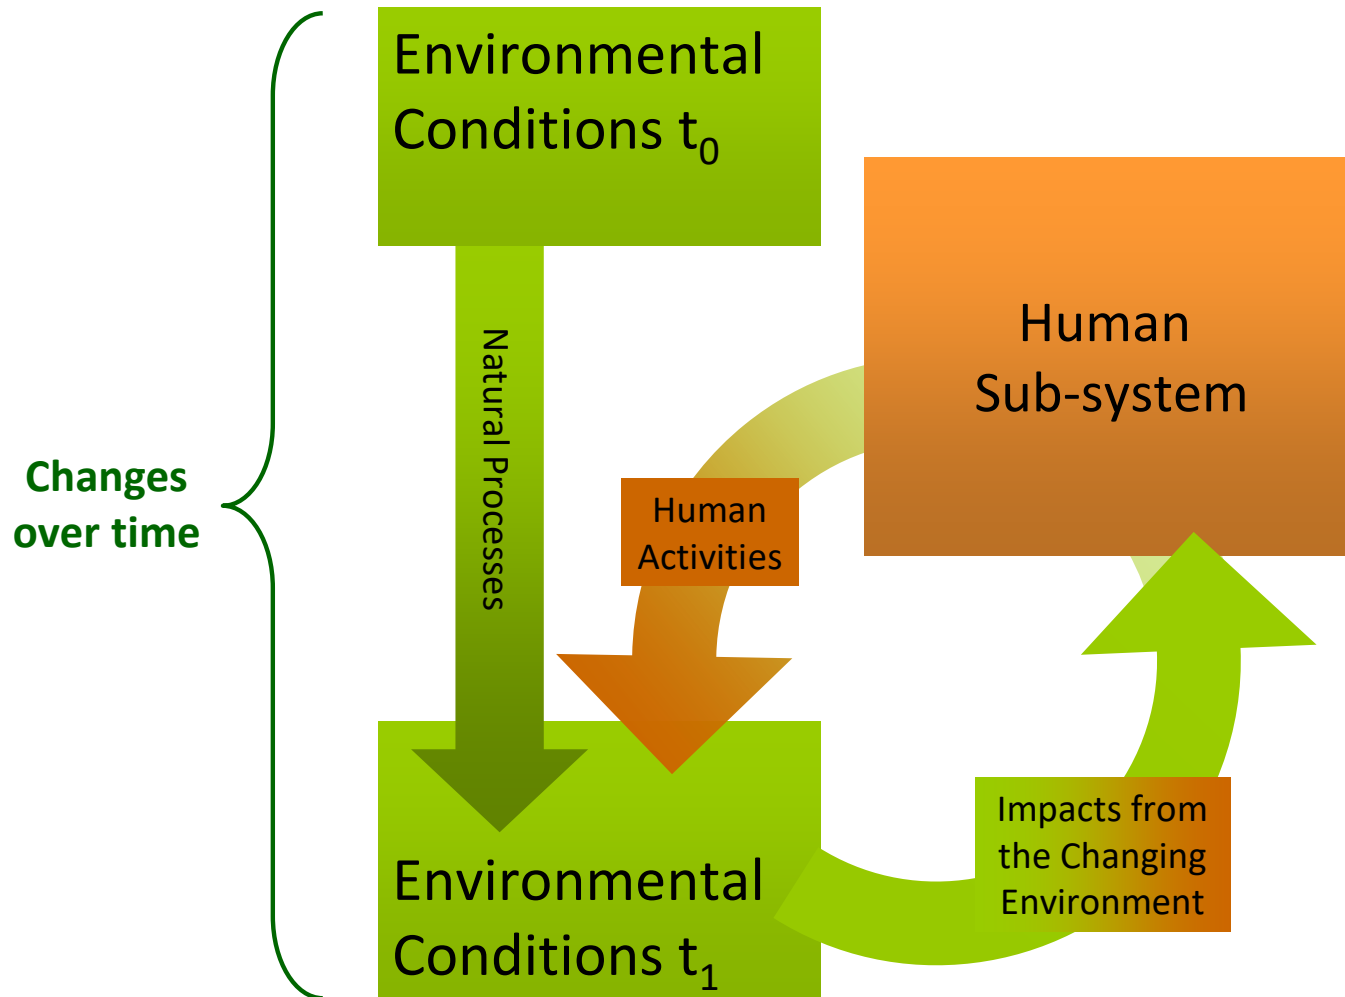 Environmental
Conditions t₀
Human
Sub-system
Natural Processes
Changes
over time
Human
Activities
Impacts from
the Changing
Environment
Environmental
Conditions t₁